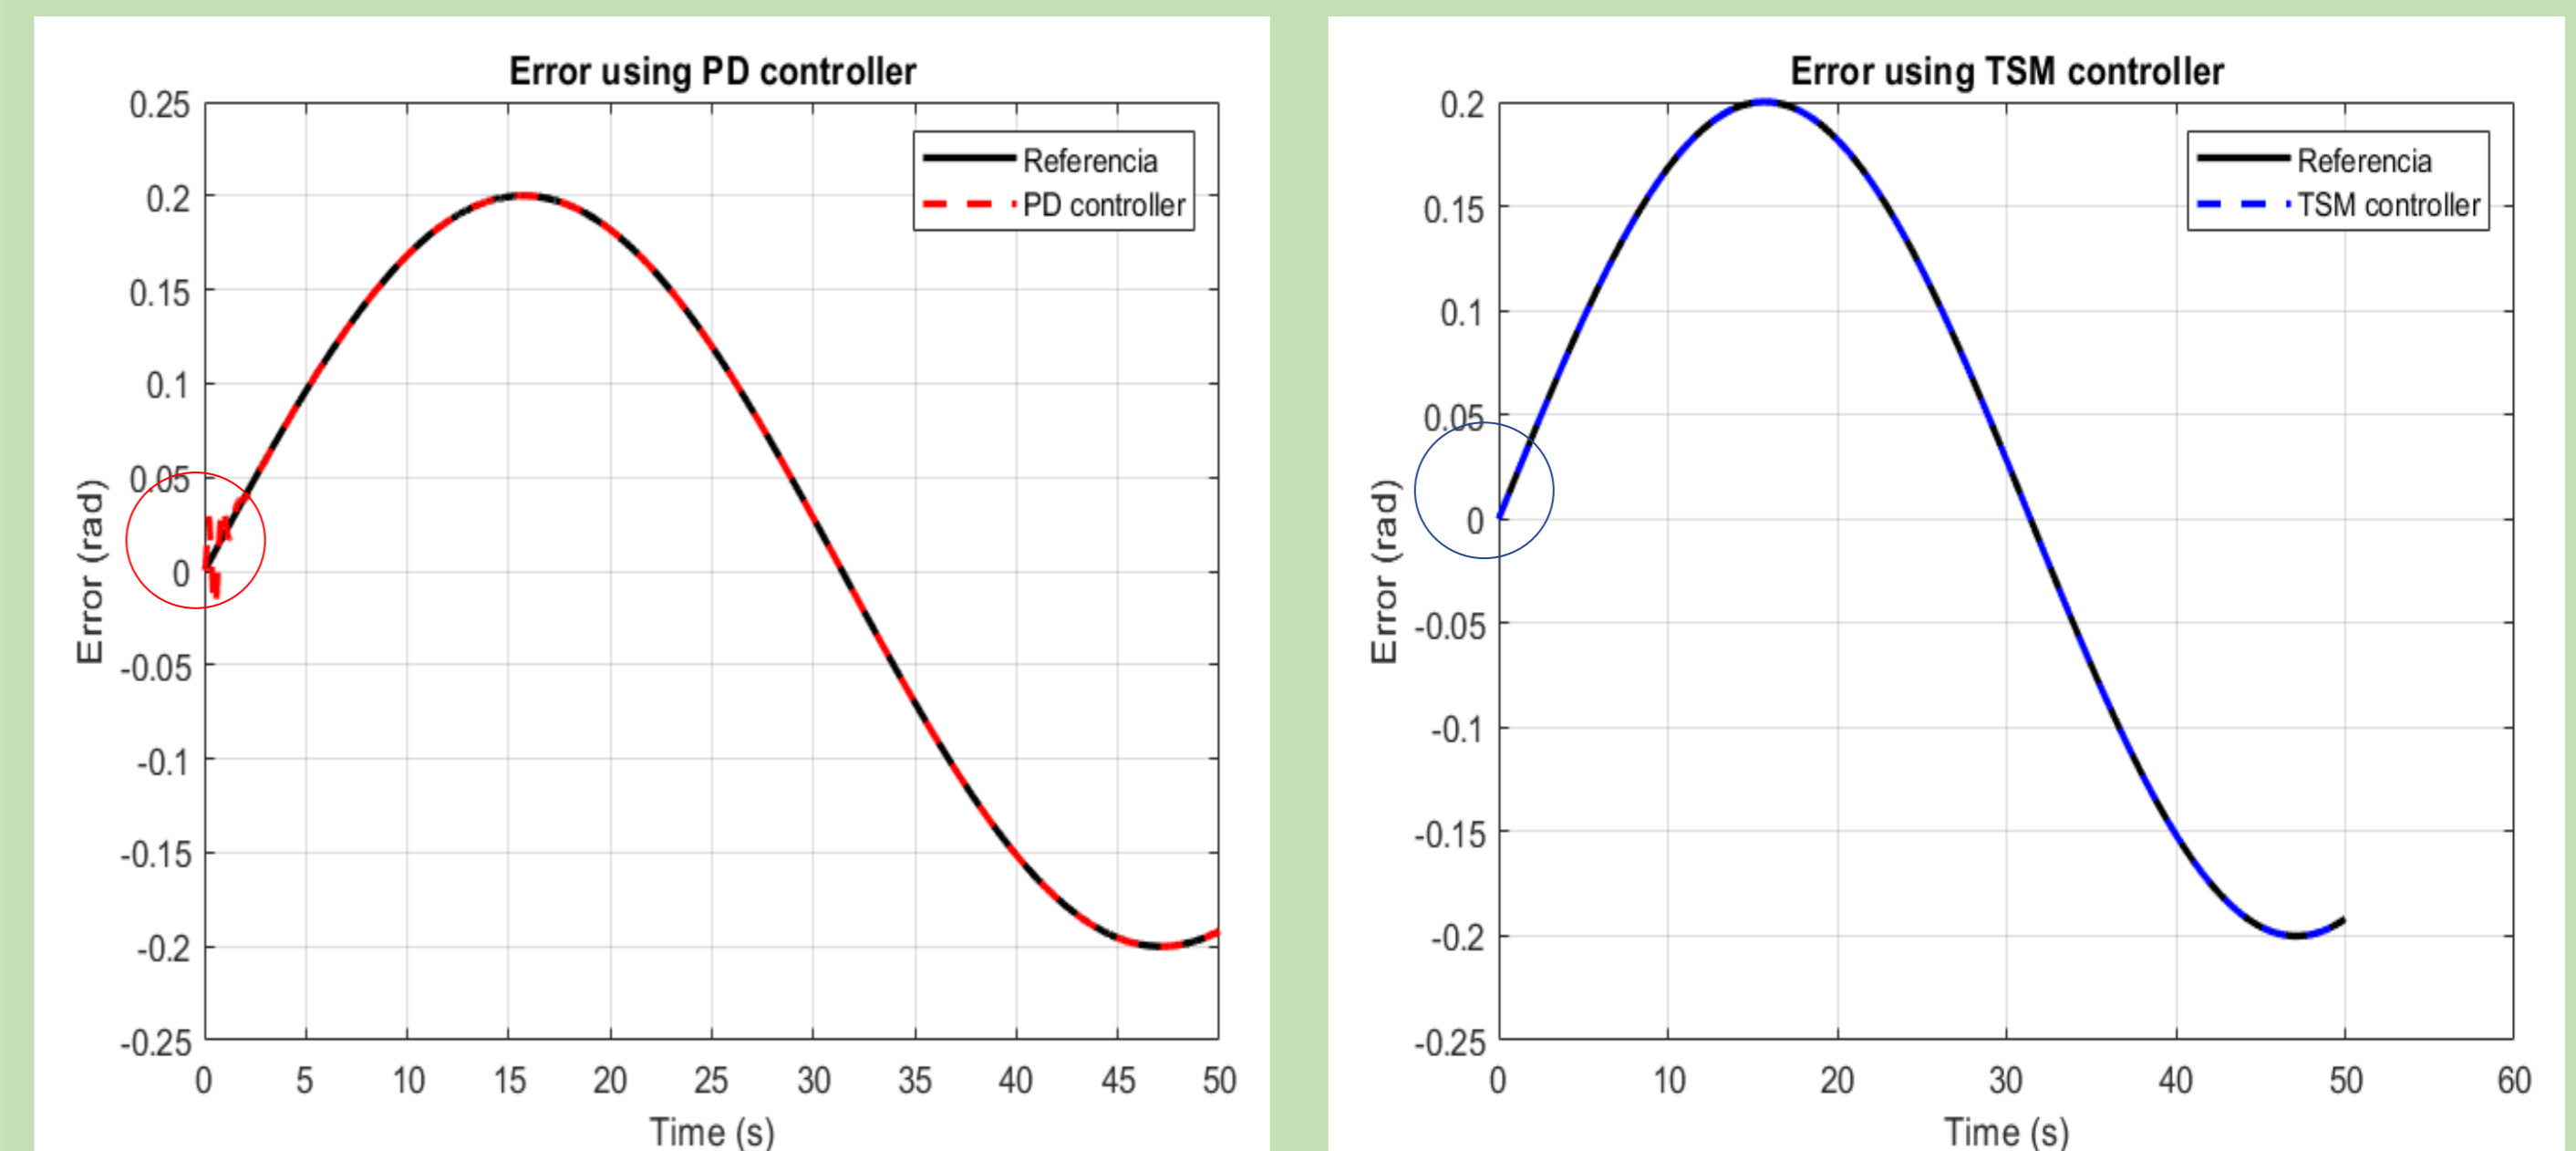 Error using PD controller
0.25
0.2
0.15
0.1
0.05
0
-0.05
-0.1
-0.15
-0.2
-0.25
Error (rad)
0 5 10 15 20 25 30 35 40 45 50
Time (s)
Referencia
PD controller
Error using TSM controller
0.2
0.15
0.1
0.05
0
-0.05
-0.1
-0.15
-0.2
-0.25
Error (rad)
0 10 20 30 40 50 60
Time (s)
Referencia
TSM controller